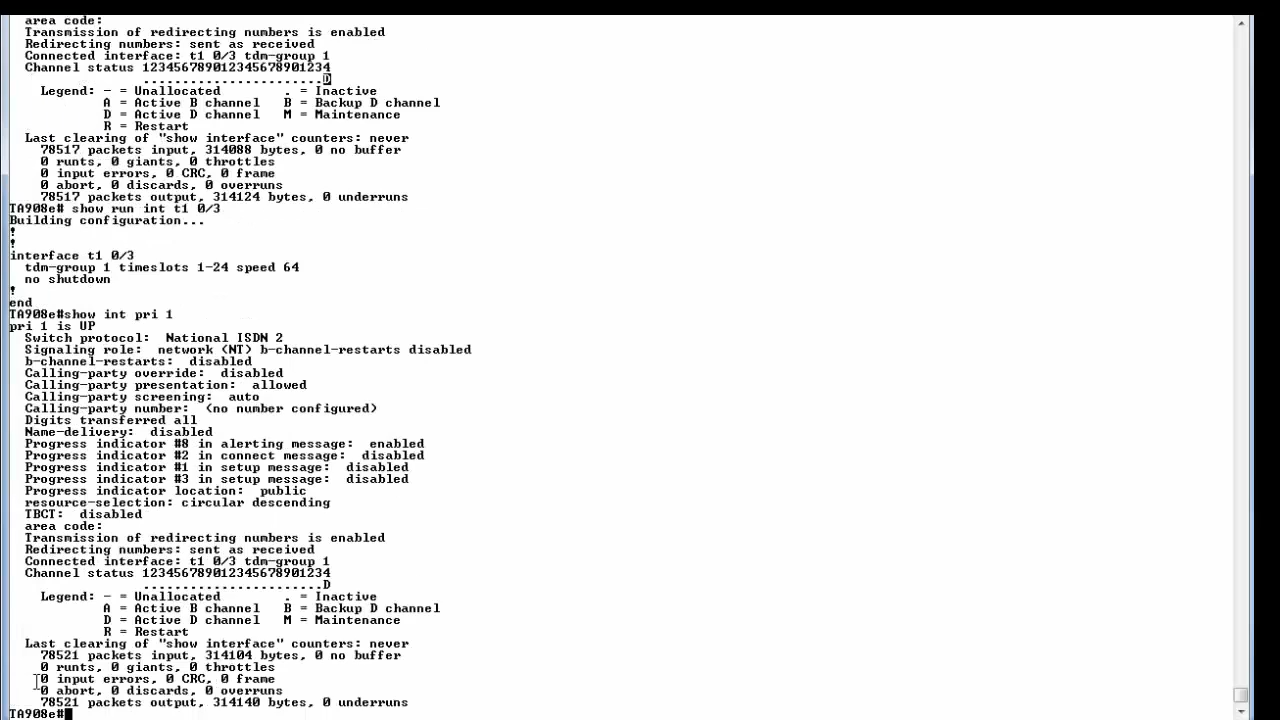 area code:
Transmission of redirecting numbers is enabled
Redirecting numbers: sent as received
Connected interface: t1 0/3 tdm-group 1
Channel status 123456789012345678901234
.......................D
Legend: - = Unallocated . = Inactive
A = Active B channel B = Backup D channel
D = Active D channel M = Maintenance
R = Restart
Last clearing of "show interface" counters: never
78517 packets input, 314088 bytes, 0 no buffer
0 runts, 0 giants, 0 throttles
0 input errors, 0 CRC, 0 frame
0 abort, 0 discards, 0 overruns
78517 packets output, 314124 bytes, 0 underruns
TA908e# show run int t1 0/3
Building configuration...
!
!
interface t1 0/3
tdm-group 1 timeslots 1-24 speed 64
no shutdown
!
end
TA908e#show int pri 1
pri 1 is UP
Switch protocol: National ISDN 2
Signaling role: network (NT) b-channel-restarts disabled
b-channel-restarts: disabled
Calling-party override: disabled
Calling-party presentation: allowed
Calling-party screening: auto
Calling-party number: (no number configured)
Digits transferred all
Name-delivery: disabled
Progress indicator #8 in alerting message: enabled
Progress indicator #2 in connect message: disabled
Progress indicator #1 in setup message: disabled
Progress indicator #3 in setup message: disabled
Progress indicator location: public
resource-selection: circular descending
TBCT: disabled
area code:
Transmission of redirecting numbers is enabled
Redirecting numbers: sent as received
Connected interface: t1 0/3 tdm-group 1
Channel status 123456789012345678901234
.......................D
Legend: - = Unallocated . = Inactive
A = Active B channel B = Backup D channel
D = Active D channel M = Maintenance
R = Restart
Last clearing of "show interface" counters: never
78521 packets input, 314104 bytes, 0 no buffer
0 runts, 0 giants, 0 throttles
0 input errors, 0 CRC, 0 frame
0 abort, 0 discards, 0 overruns
78521 packets output, 314140 bytes, 0 underruns
TA908e#